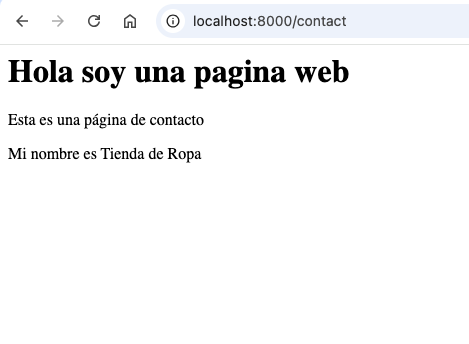 localhost:8000/contact
Hola soy una pagina web
Esta es una página de contacto
Mi nombre es Tienda de Ropa